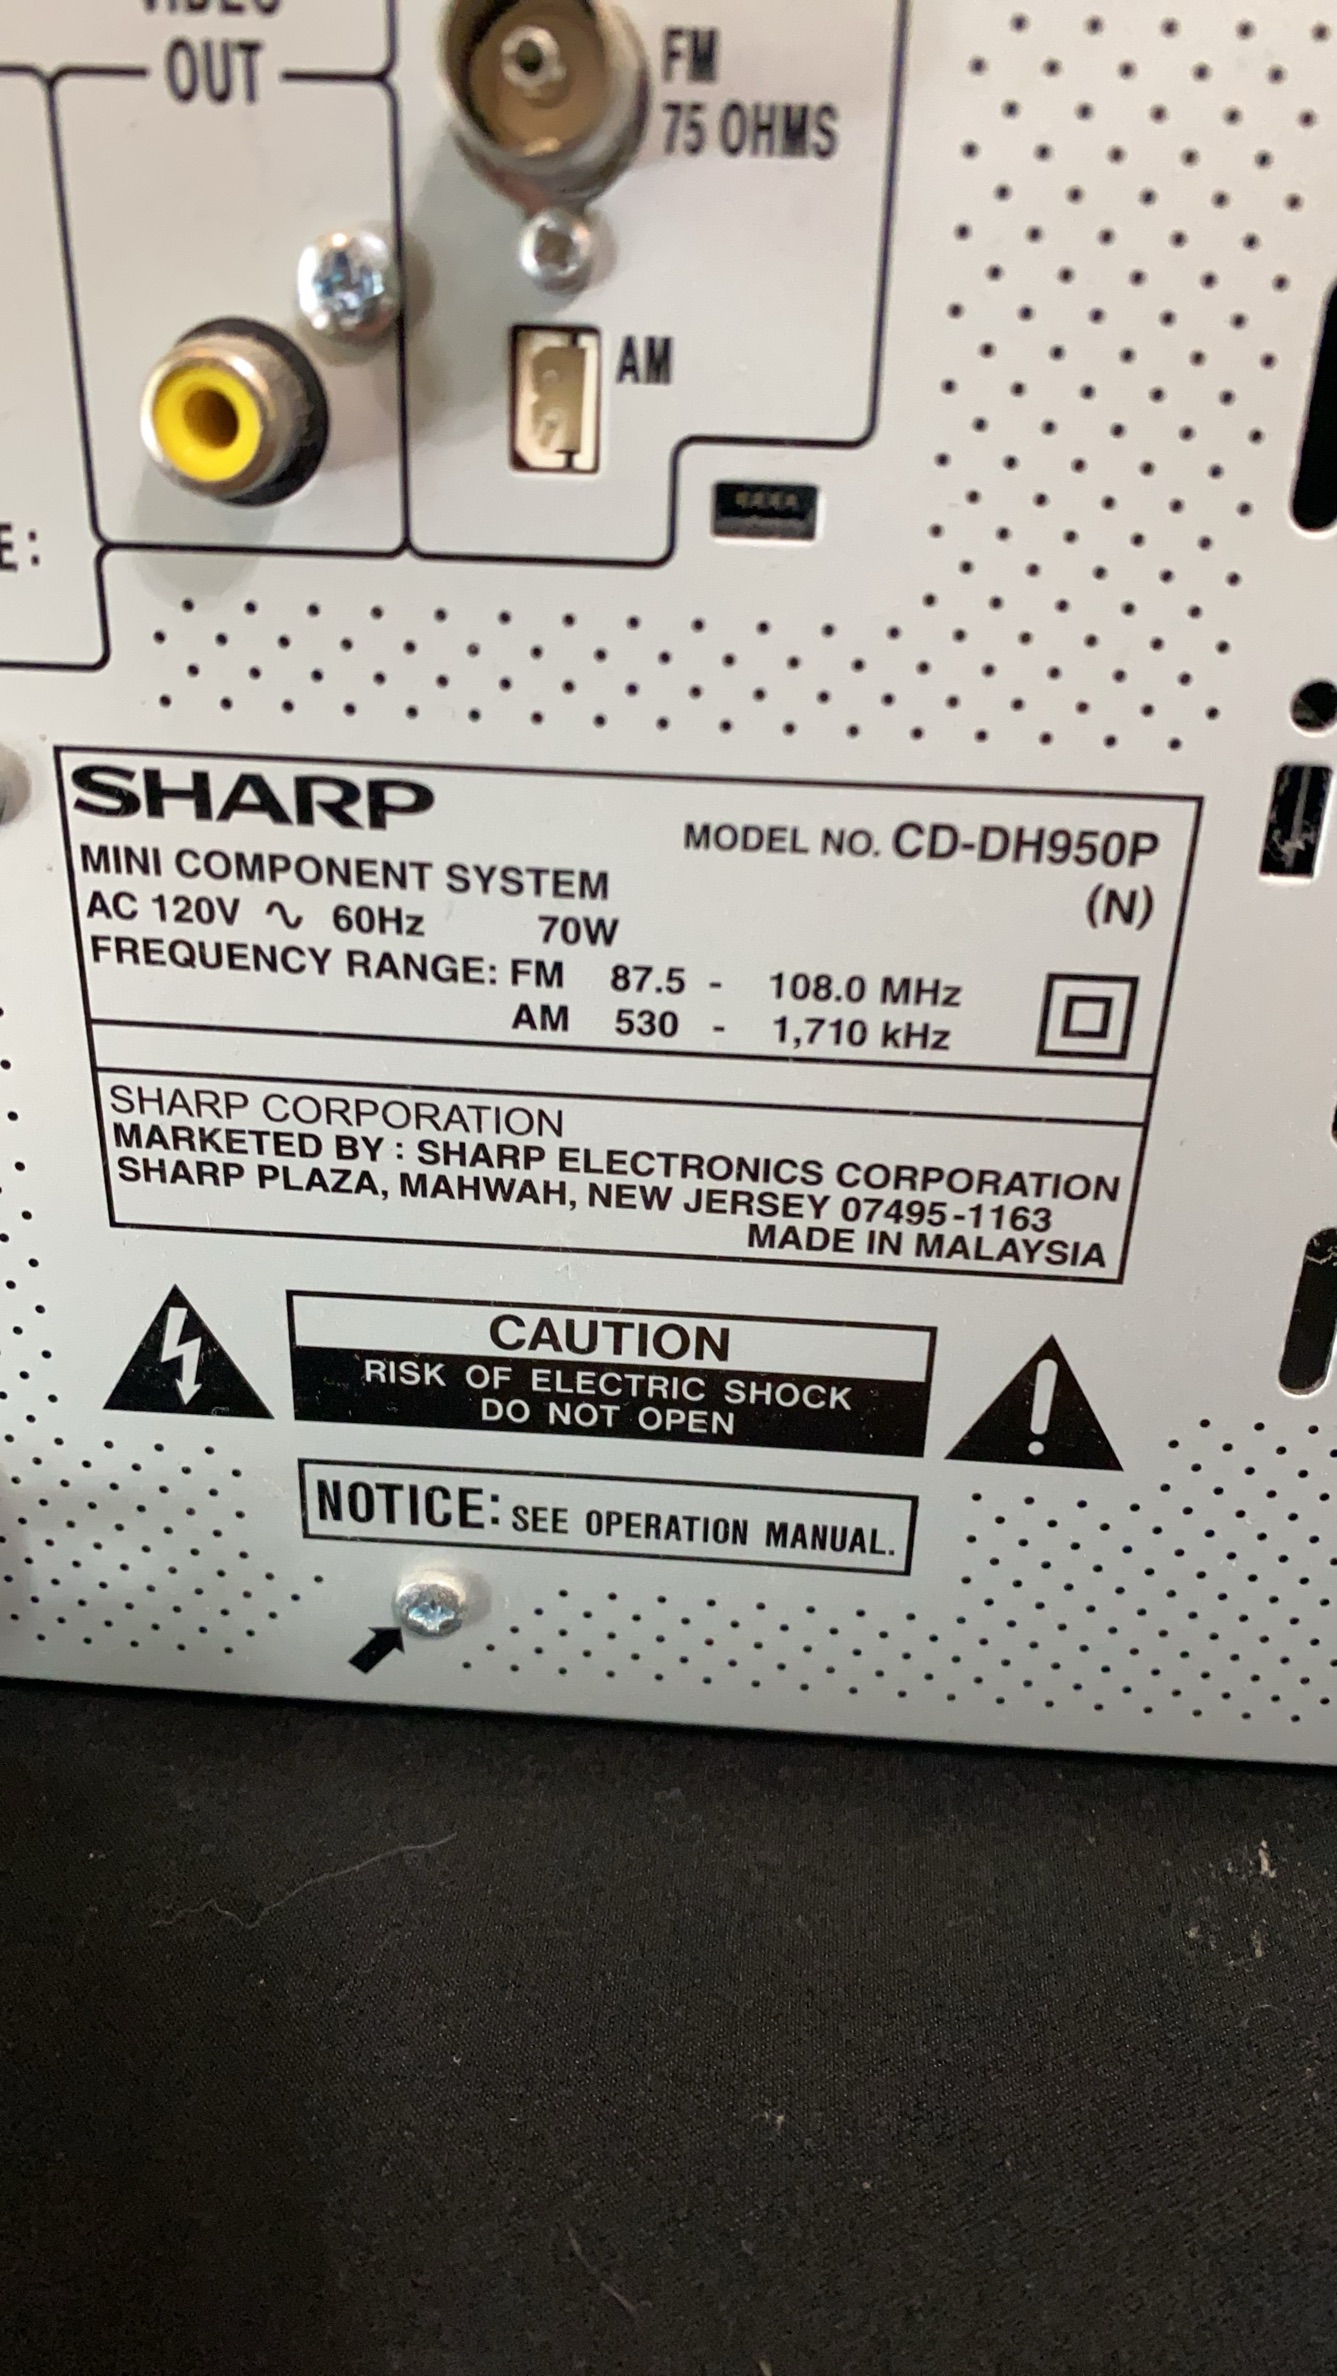 VIDEO
OUT
FM
75 OHMS
AM
E:
SHARP
MODEL NO. CD-DH950P
(N)
MINI COMPONENT SYSTEM
AC 120V ∿ 60Hz 70W
FREQUENCY RANGE: FM 87.5 - 108.0 MHz
AM 530 - 1,710 kHz
SHARP CORPORATION
MARKETED BY : SHARP ELECTRONICS CORPORATION
SHARP PLAZA, MAHWAH, NEW JERSEY 07495-1163
MADE IN MALAYSIA
CAUTION
RISK OF ELECTRIC SHOCK
DO NOT OPEN
NOTICE: SEE OPERATION MANUAL.